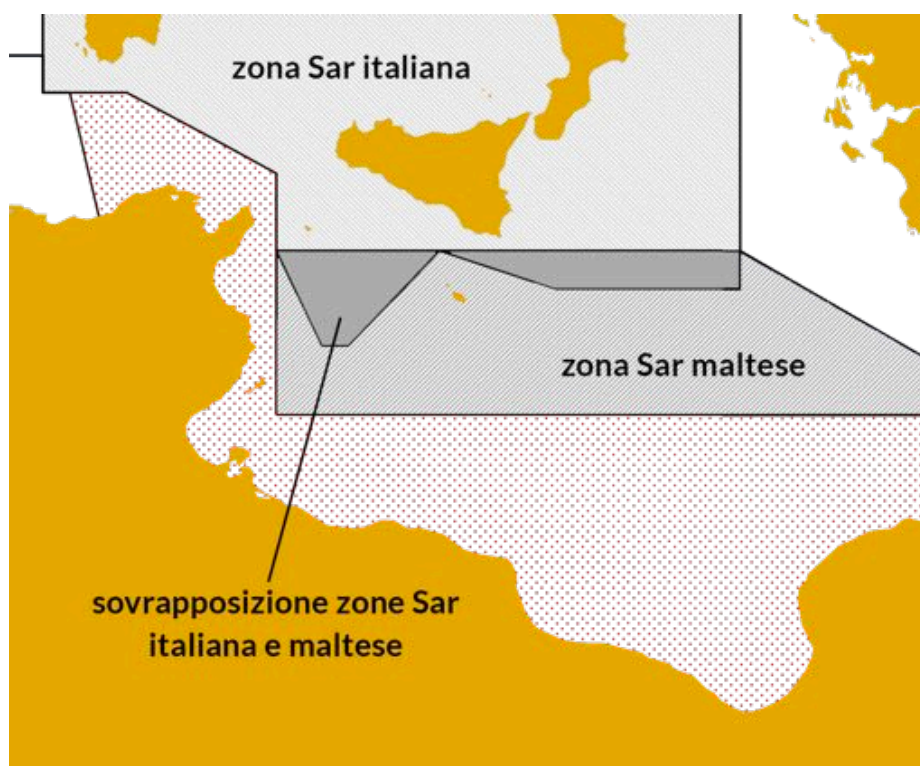 zona Sar italiana
zona Sar maltese
sovrapposizione zone Sar
italiana e maltese